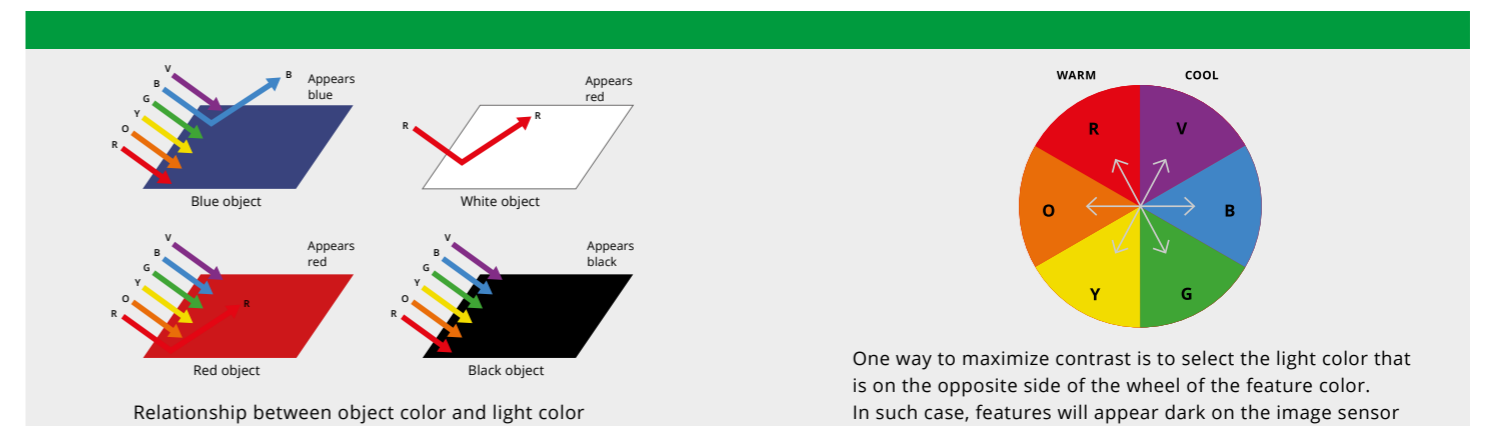 V
B
G
Y
O
R
B
Appears
blue
Blue object
R
R
Appears
red
White object
V
B
G
Y
O
R
R
Appears
red
Red object
V
B
G
Y
O
R
Appears
black
Black object
Relationship between object color and light color
WARM COOL
R V
O B
Y G
One way to maximize contrast is to select the light color that
is on the opposite side of the wheel of the feature color.
In such case, features will appear dark on the image sensor